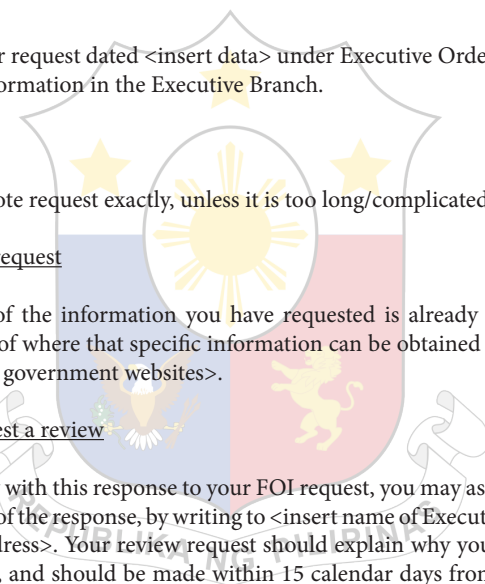 r request dated <insert data> under Executive Orde
ormation in the Executive Branch.
ote request exactly, unless it is too long/complicated
request
of the information you have requested is already
of where that specific information can be obtained
government websites>.
est a review
with this response to your FOI request, you may as
of the response, by writing to <insert name of Execut
dress>. Your review request should explain why you
, and should be made within 15 calendar days from
REPUBLIKA NG PILIPINAS